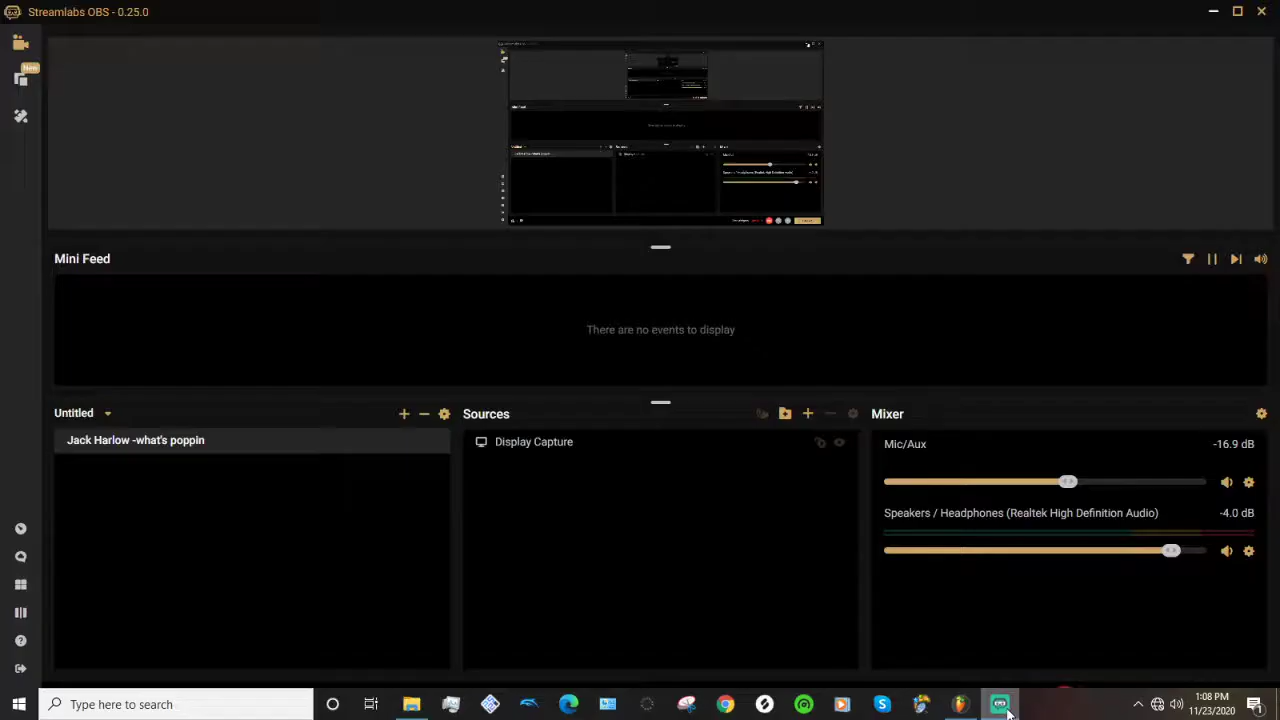 Streamlabs OBS - 0.25.0
New
Mini Feed
There are no events to display
Untitled
Jack Harlow -what's poppin
Sources
Display Capture
Mixer
Mic/Aux
-16.9 dB
Speakers / Headphones (Realtek High Definition Audio)
-4.0 dB
Type here to search
1:08 PM
11/23/2020